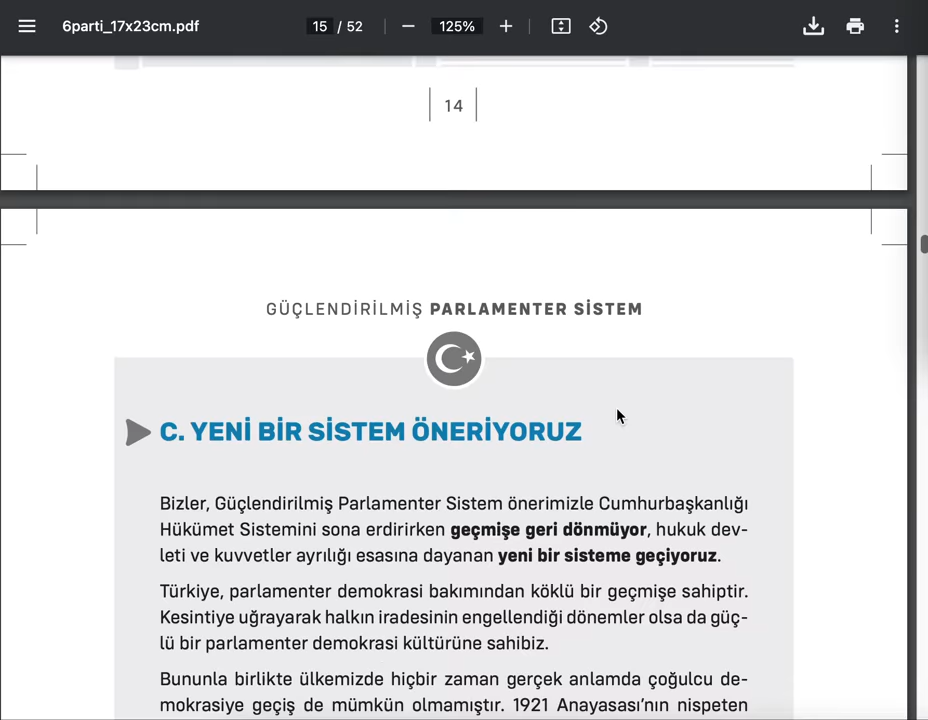 6parti_17x23cm.pdf 15 / 52 125%
14
GÜÇLENDİRİLMİŞ PARLAMENTER SİSTEM
C. YENİ BİR SİSTEM ÖNERİYORUZ
Bizler, Güçlendirilmiş Parlamenter Sistem önerimizle Cumhurbaşkanlığı
Hükümet Sistemini sona erdirirken geçmişe geri dönmüyor, hukuk dev-
leti ve kuvvetler ayrılığı esasına dayanan yeni bir sisteme geçiyoruz.
Türkiye, parlamenter demokrasi bakımından köklü bir geçmişe sahiptir.
Kesintiye uğrayarak halkın iradesinin engellendiği dönemler olsa da güç-
lü bir parlamenter demokrasi kültürüne sahibiz.
Bununla birlikte ülkemizde hiçbir zaman gerçek anlamda çoğulcu de-
mokrasiye geçiş de mümkün olmamıştır. 1921 Anayasası'nın nispeten